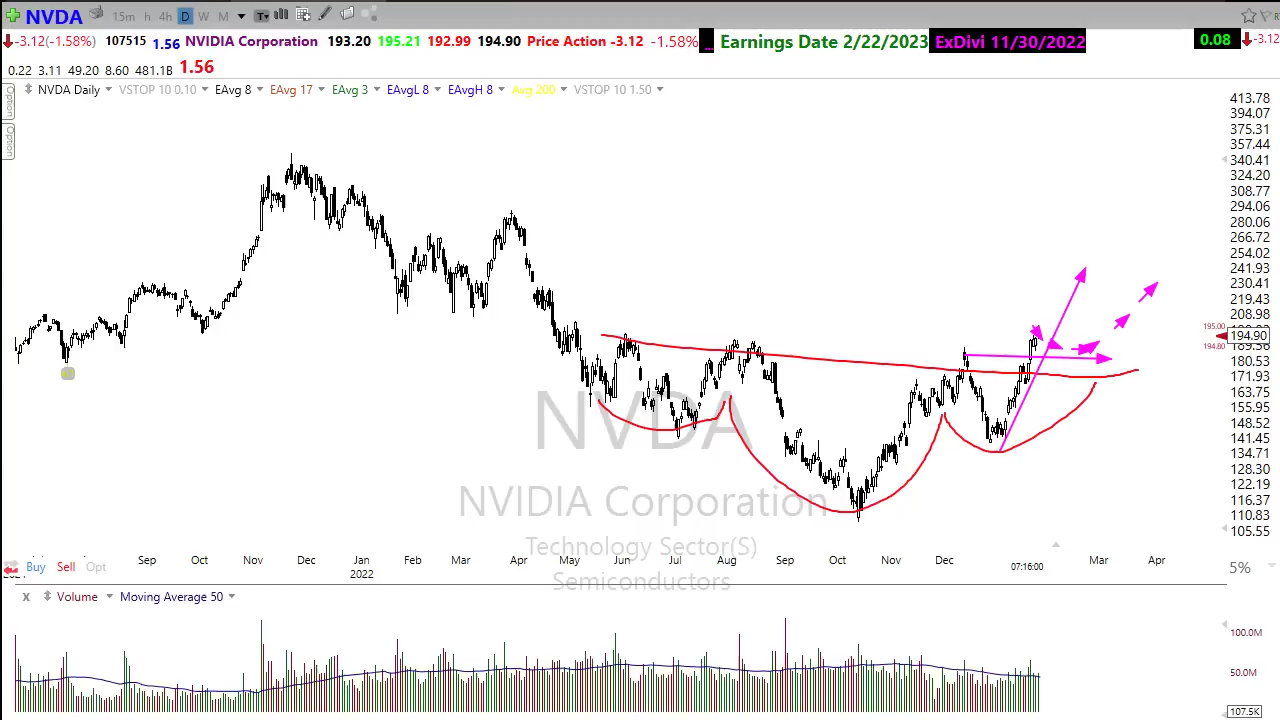 NVDA 15m h 4h D W M T
-3.12(-1.58%) 107515 1.56 NVIDIA Corporation 193.20 195.21 192.99 194.90 Price Action -3.12 -1.58% ... Earnings Date 2/22/2023 ExDivi 11/30/2022 0.08 -3.12
0.22 3.11 49.20 8.60 481.1B 1.56
Option
Option
NVDA Daily VSTOP 10 0.10 EAvg 8 EAvg 17 EAvg 3 EAvgL 8 EAvgH 8 Avg 200 VSTOP 10 1.50
413.78
394.07
375.31
357.44
340.41
324.20
308.77
294.06
280.06
266.72
254.02
241.93
230.41
219.43
208.98
195.00
194.90
194.80
180.53
171.93
163.75
155.95
148.52
141.45
134.71
128.30
122.19
116.37
110.83
105.55
NVDA
NVIDIA Corporation
Technology Sector(S)
Semiconductors
Sep Oct Nov Dec Jan Feb Mar Apr May Jun Jul Aug Sep Oct Nov Dec 07:16:00 Mar Apr
2022
Buy Sell Opt
5%
x Volume Moving Average 50
100.0M
50.0M
107.5K